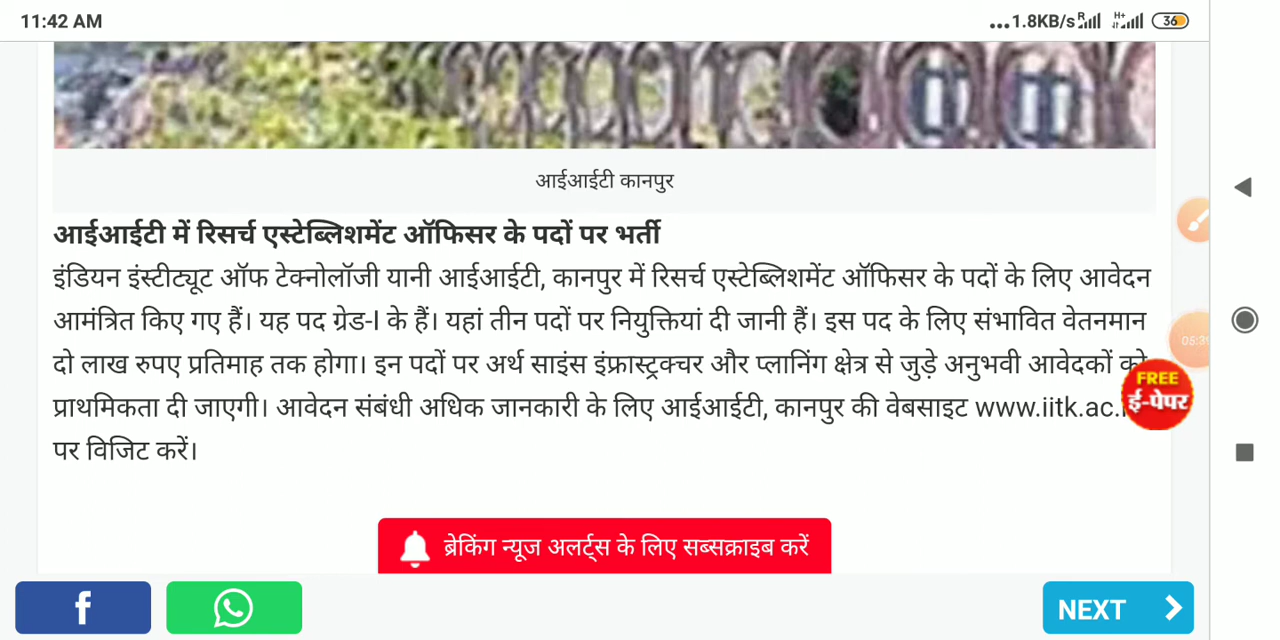 11:42 AM
...1.8KB/s R H+ 36
आईआईटी कानपुर
आईआईटी में रिसर्च एस्टेब्लिशमेंट ऑफिसर के पदों पर भर्ती
इंडियन इंस्टीट्यूट ऑफ टेक्नोलॉजी यानी आईआईटी, कानपुर में रिसर्च एस्टेब्लिशमेंट ऑफिसर के पदों के लिए आवेदन
आमंत्रित किए गए हैं। यह पद ग्रेड-I के हैं। यहां तीन पदों पर नियुक्तियां दी जानी हैं। इस पद के लिए संभावित वेतनमान
दो लाख रुपए प्रतिमाह तक होगा। इन पदों पर अर्थ साइंस इंफ्रास्ट्रक्चर और प्लानिंग क्षेत्र से जुड़े अनुभवी आवेदकों को
प्राथमिकता दी जाएगी। आवेदन संबंधी अधिक जानकारी के लिए आईआईटी, कानपुर की वेबसाइट www.iitk.ac.
पर विजिट करें।
05:39
FREE
ई-पेपर
ब्रेकिंग न्यूज अलर्ट्स के लिए सब्सक्राइब करें
f
NEXT